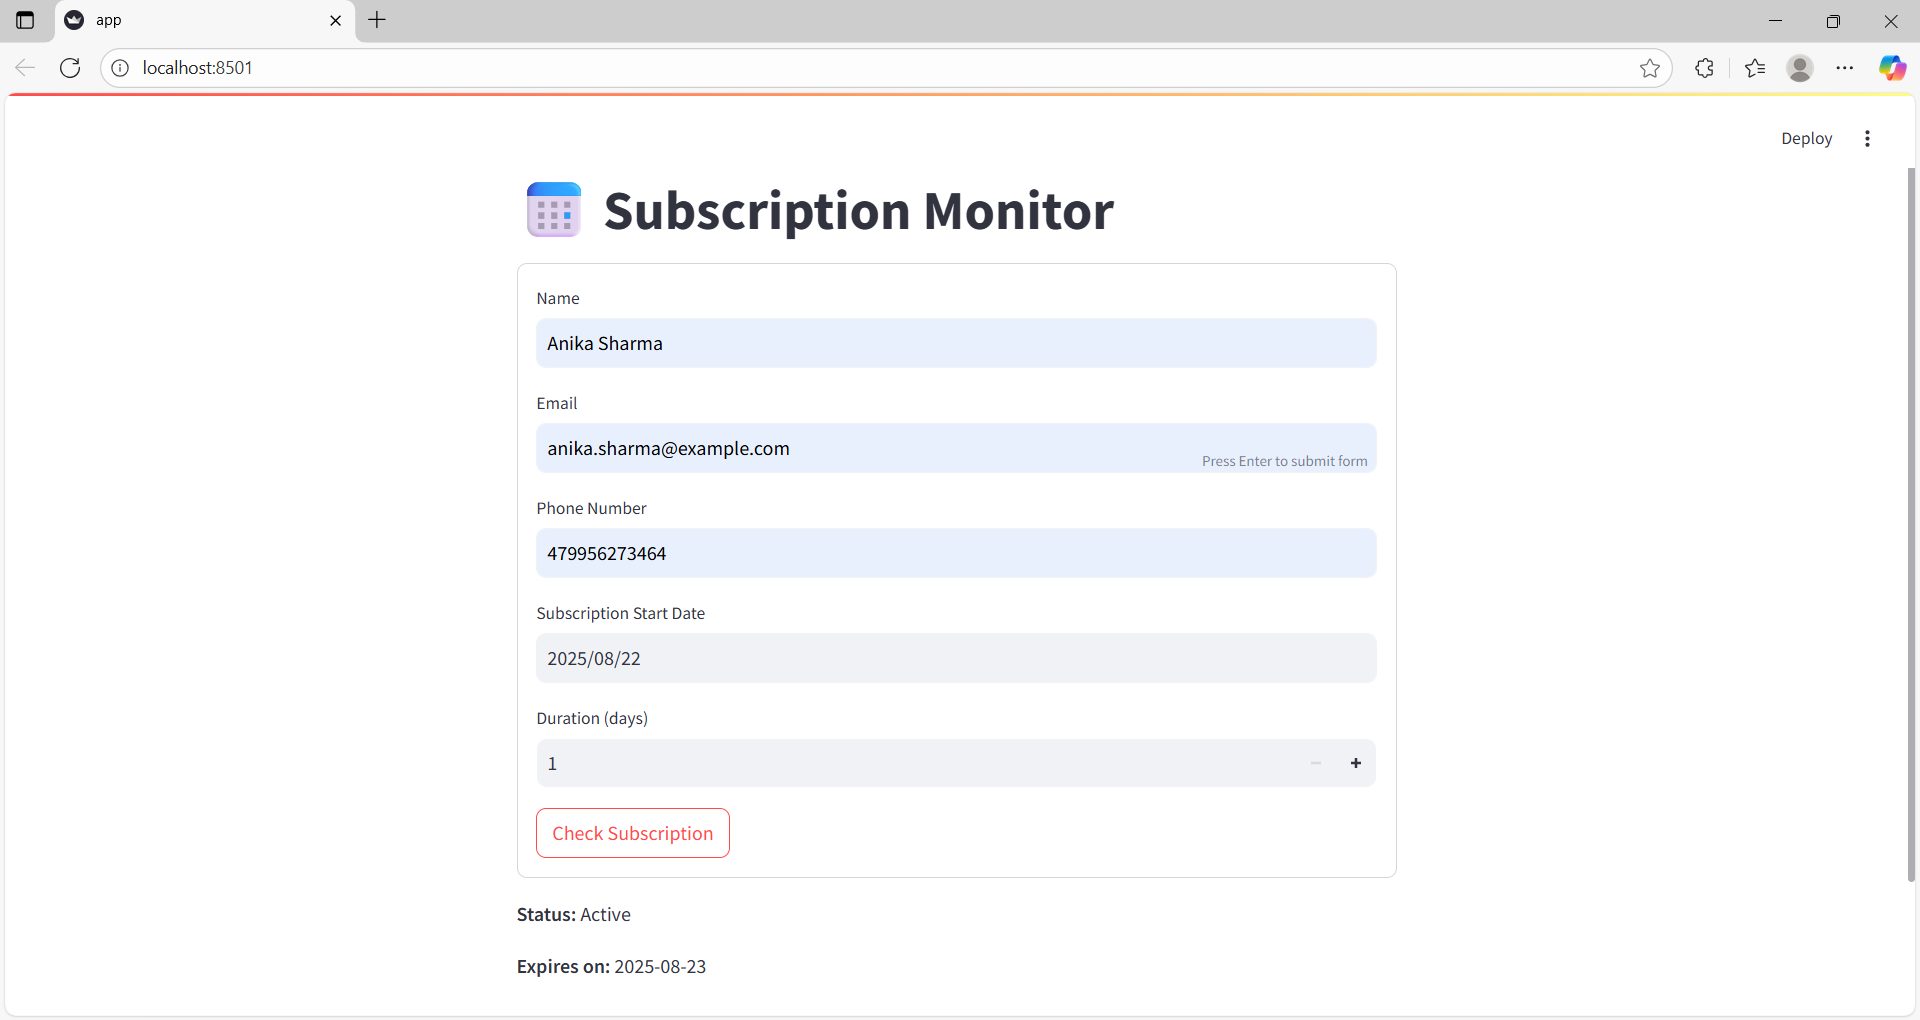 app
localhost:8501
Deploy
Subscription Monitor
Name
Anika Sharma
Email
anika.sharma@example.com
Press Enter to submit form
Phone Number
479956273464
Subscription Start Date
2025/08/22
Duration (days)
1
Check Subscription
Status: Active
Expires on: 2025-08-23